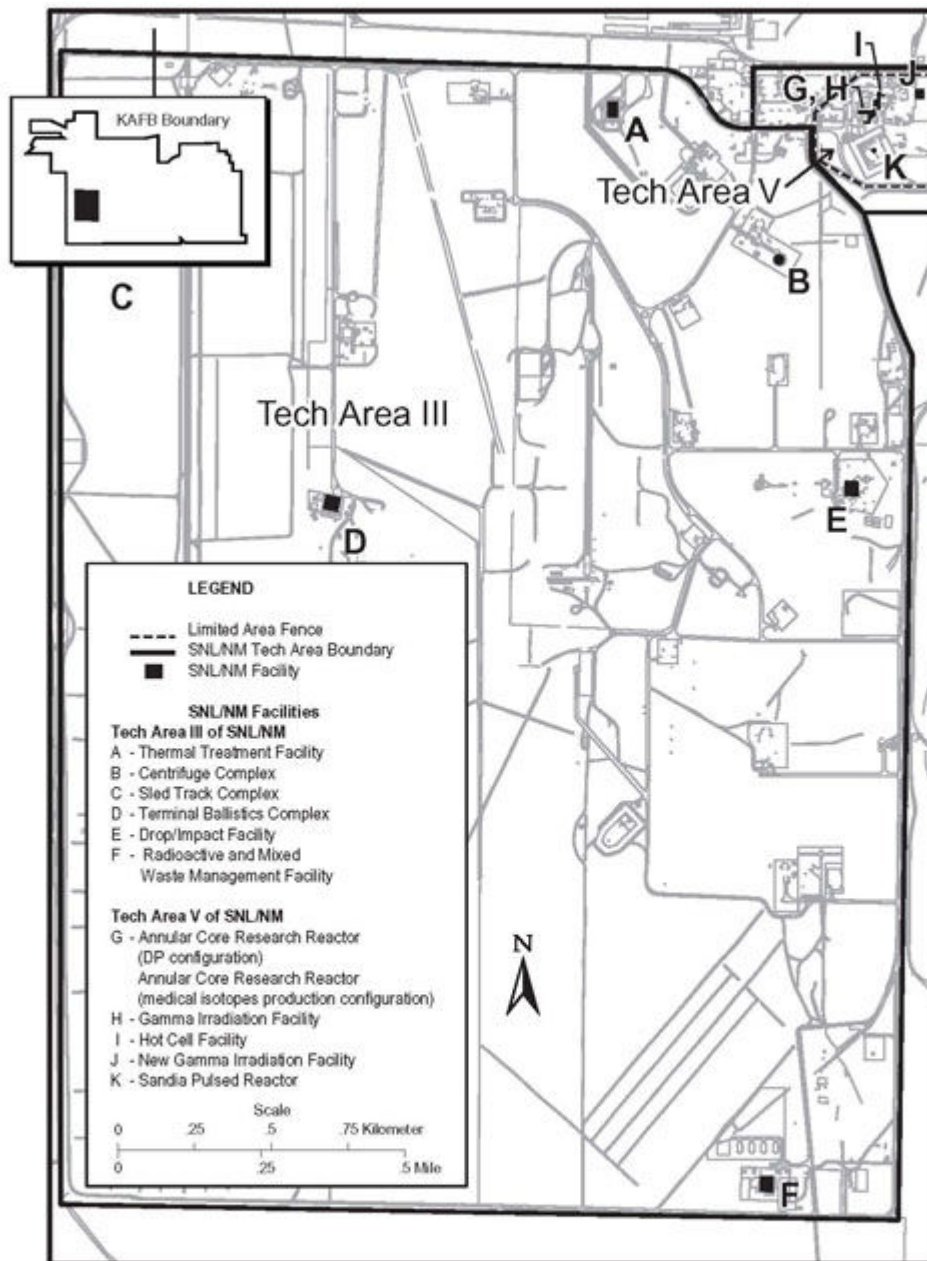 KAFB Boundary
I
J
G, H
A
K
Tech Area V
B
C
Tech Area III
E
D
LEGEND
Limited Area Fence
SNL/NM Tech Area Boundary
SNL/NM Facility
SNL/NM Facilities
Tech Area III of SNL/NM
A - Thermal Treatment Facility
B - Centrifuge Complex
C - Sled Track Complex
D - Terminal Ballistics Complex
E - Drop/Impact Facility
F - Radioactive and Mixed
Waste Management Facility
Tech Area V of SNL/NM
G - Annular Core Research Reactor
(DP configuration)
Annular Core Research Reactor
(medical isotopes production configuration)
H - Gamma Irradiation Facility
I - Hot Cell Facility
J - New Gamma Irradiation Facility
K - Sandia Pulsed Reactor
Scale
0 .25 .5 .75 Kilometer
0 .25 .5 Mile
N
F